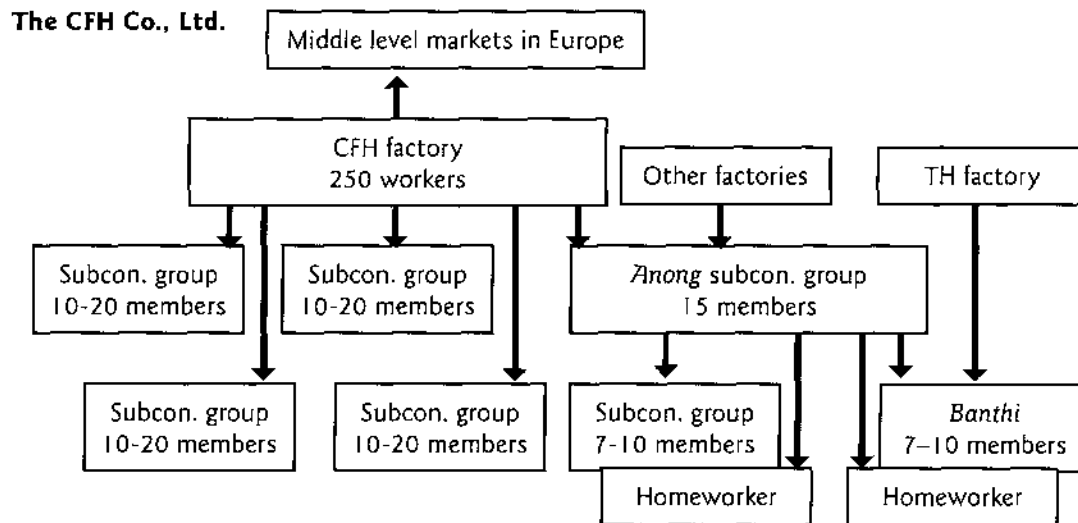 The CFH Co., Ltd.
Middle level markets in Europe
CFH factory
250 workers
Other factories
TH factory
Subcon. group
10-20 members
Subcon. group
10-20 members
Anong subcon. group
15 members
Subcon. group
10-20 members
Subcon. group
10-20 members
Subcon. group
7-10 members
Banthi
7–10 members
Homeworker
Homeworker